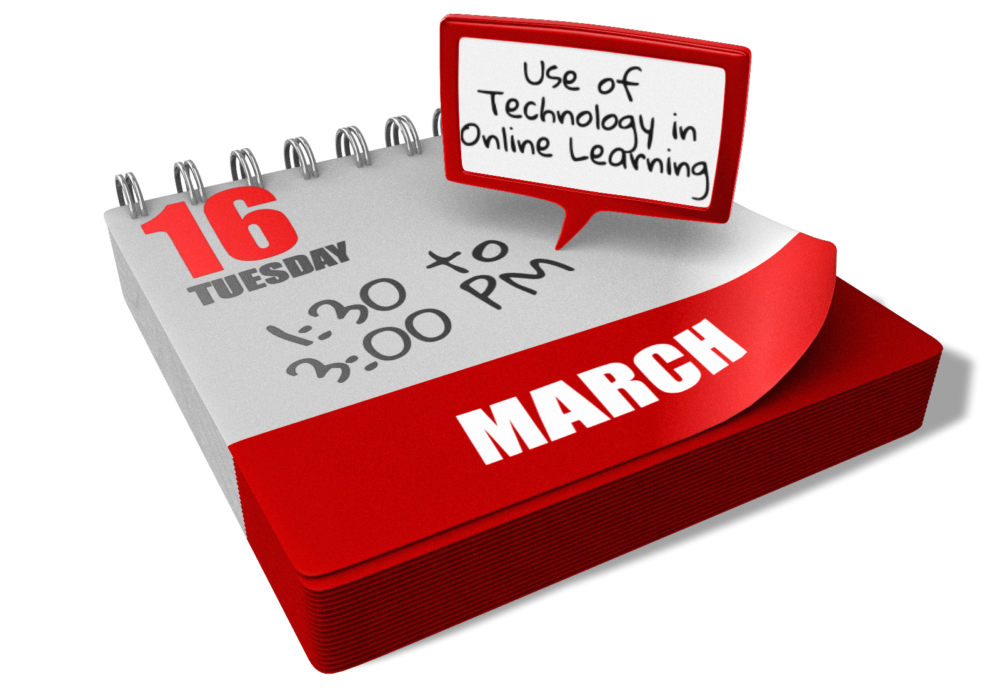 Use of
Technology in
Online Learning
16
TUESDAY
1:30 to
3:00 PM
MARCH